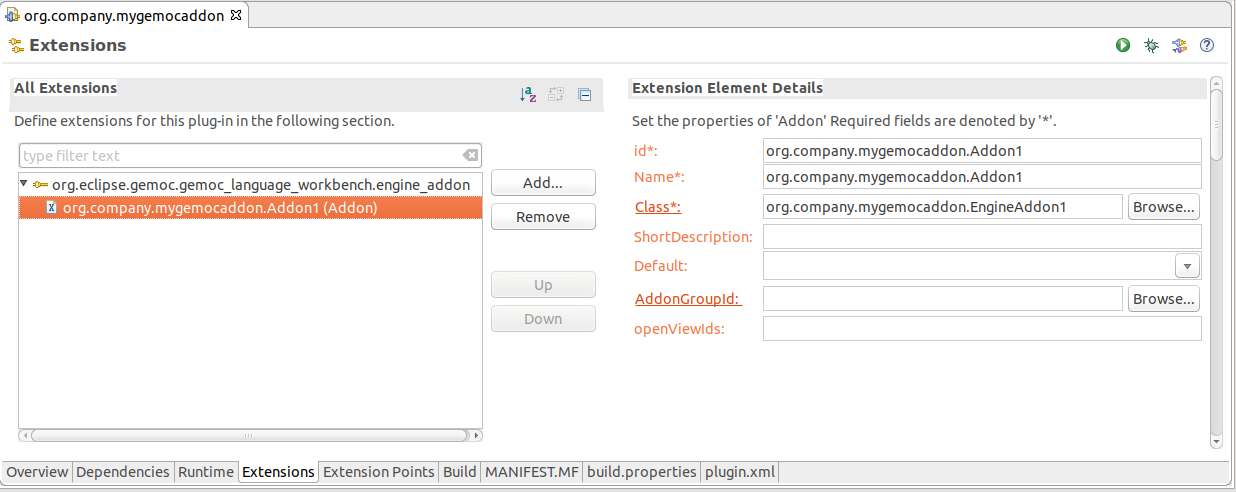 org.company.mygemocaddon
Extensions
All Extensions
Define extensions for this plug-in in the following section.
type filter text
org.eclipse.gemoc.gemoc_language_workbench.engine_addon
org.company.mygemocaddon.Addon1 (Addon)
Add...
Remove
Up
Down
Extension Element Details
Set the properties of 'Addon' Required fields are denoted by '*'.
id*: org.company.mygemocaddon.Addon1
Name*: org.company.mygemocaddon.Addon1
Class*: org.company.mygemocaddon.EngineAddon1 Browse...
ShortDescription:
Default:
AddonGroupId: Browse...
openViewIds:
Overview Dependencies Runtime Extensions Extension Points Build MANIFEST.MF build.properties plugin.xml